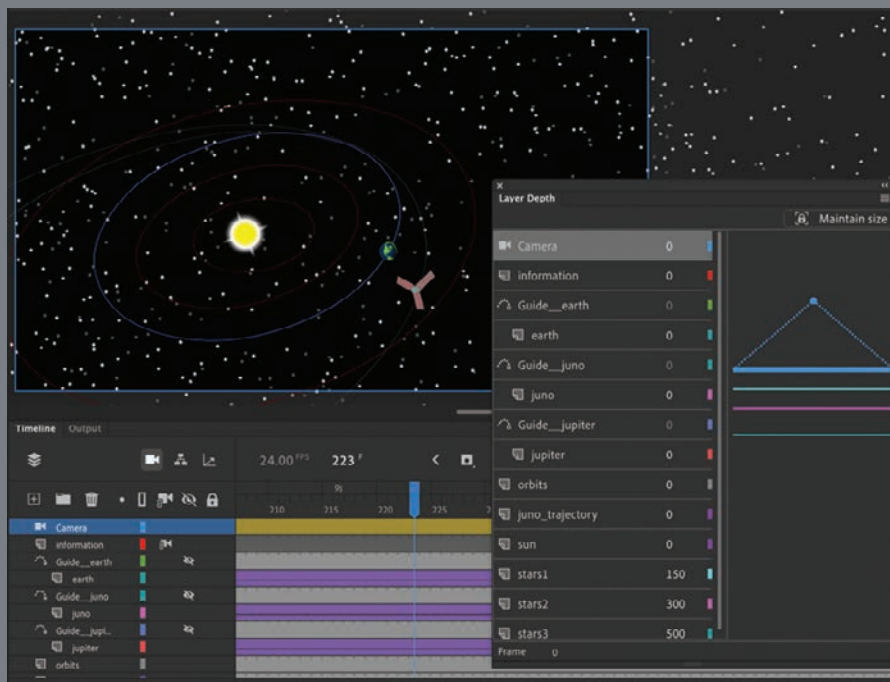 Layer Depth
Maintain size
Camera 0
information 0
Guide__earth 0
earth 0
Guide__juno 0
juno 0
Guide__jupiter 0
jupiter 0
orbits 0
juno_trajectory 0
sun 0
stars1 150
stars2 300
stars3 500
Frame 0
Timeline Output
24.00 FPS 223 F
9s
210 215 220 225
Camera
information
Guide__earth
earth
Guide__juno
juno
Guide__jupi...
jupiter
orbits